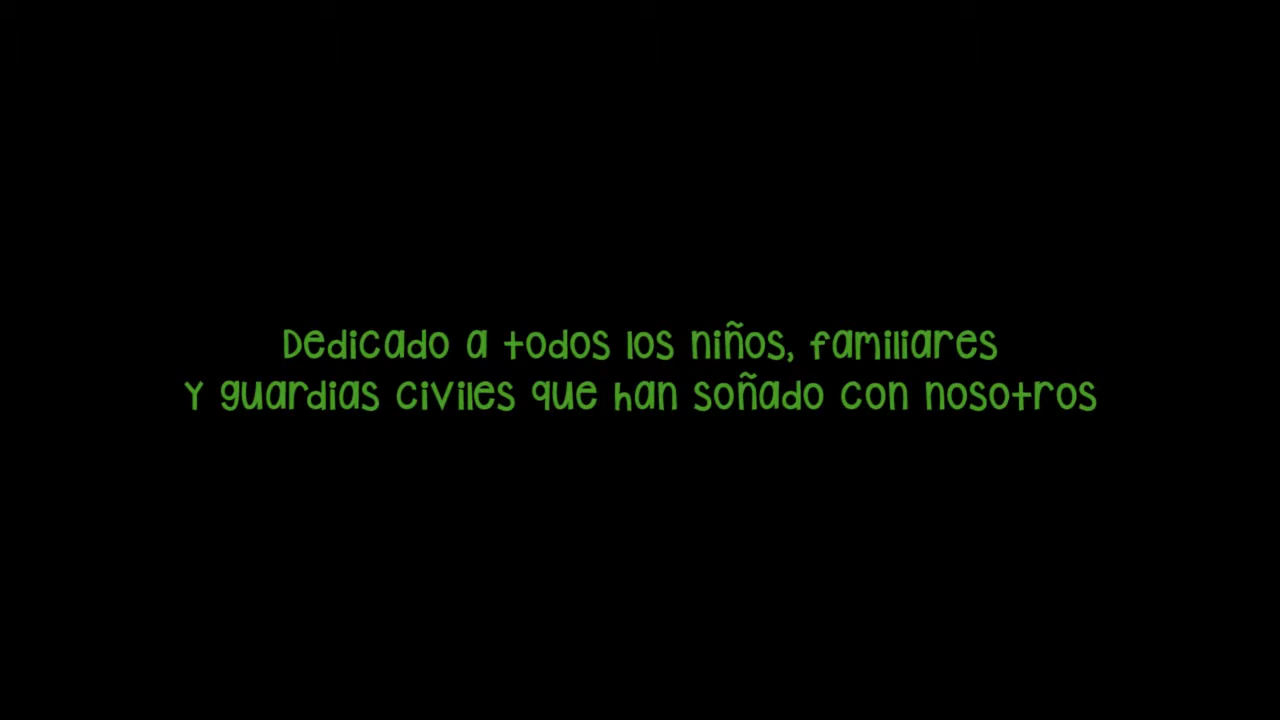 Dedicado a todos los niños, familiares
y guardias civiles que han soñado con nosotros